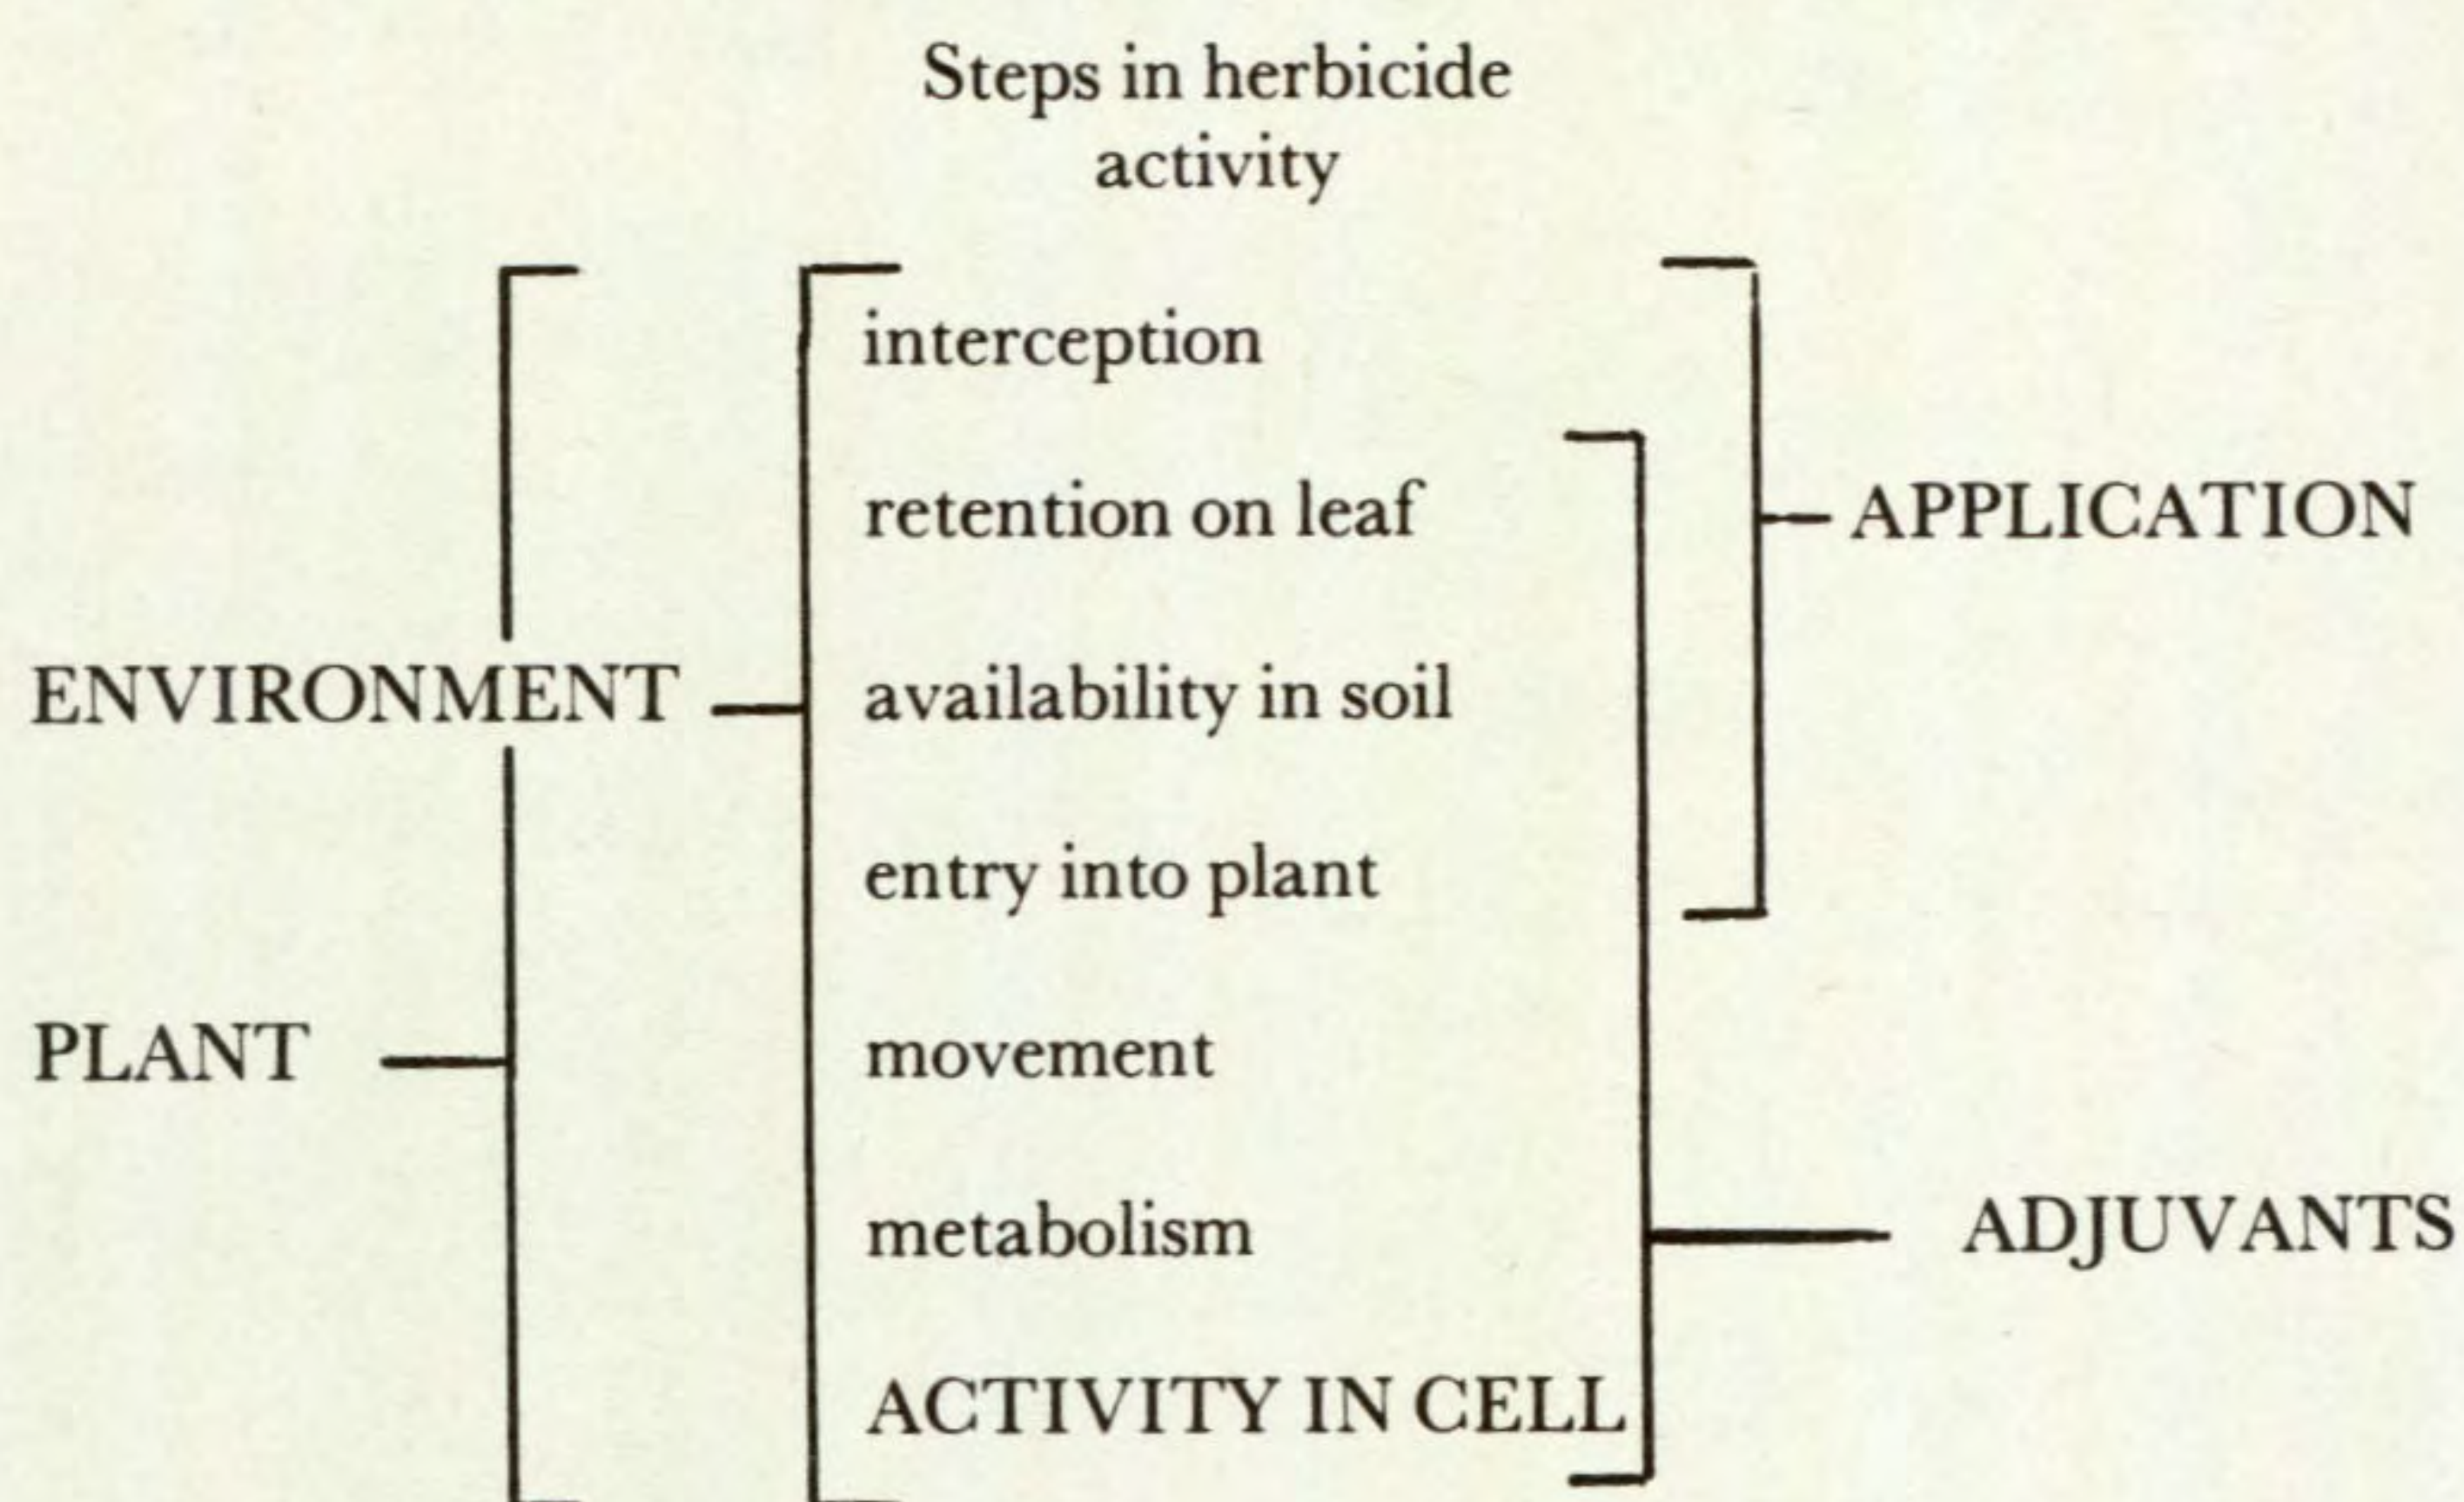 Steps in herbicide
activity
interception
retention on leaf
APPLICATION
ENVIRONMENT
availability in soil
entry into plant
PLANT
movement
metabolism
ADJUVANTS
ACTIVITY IN CELL